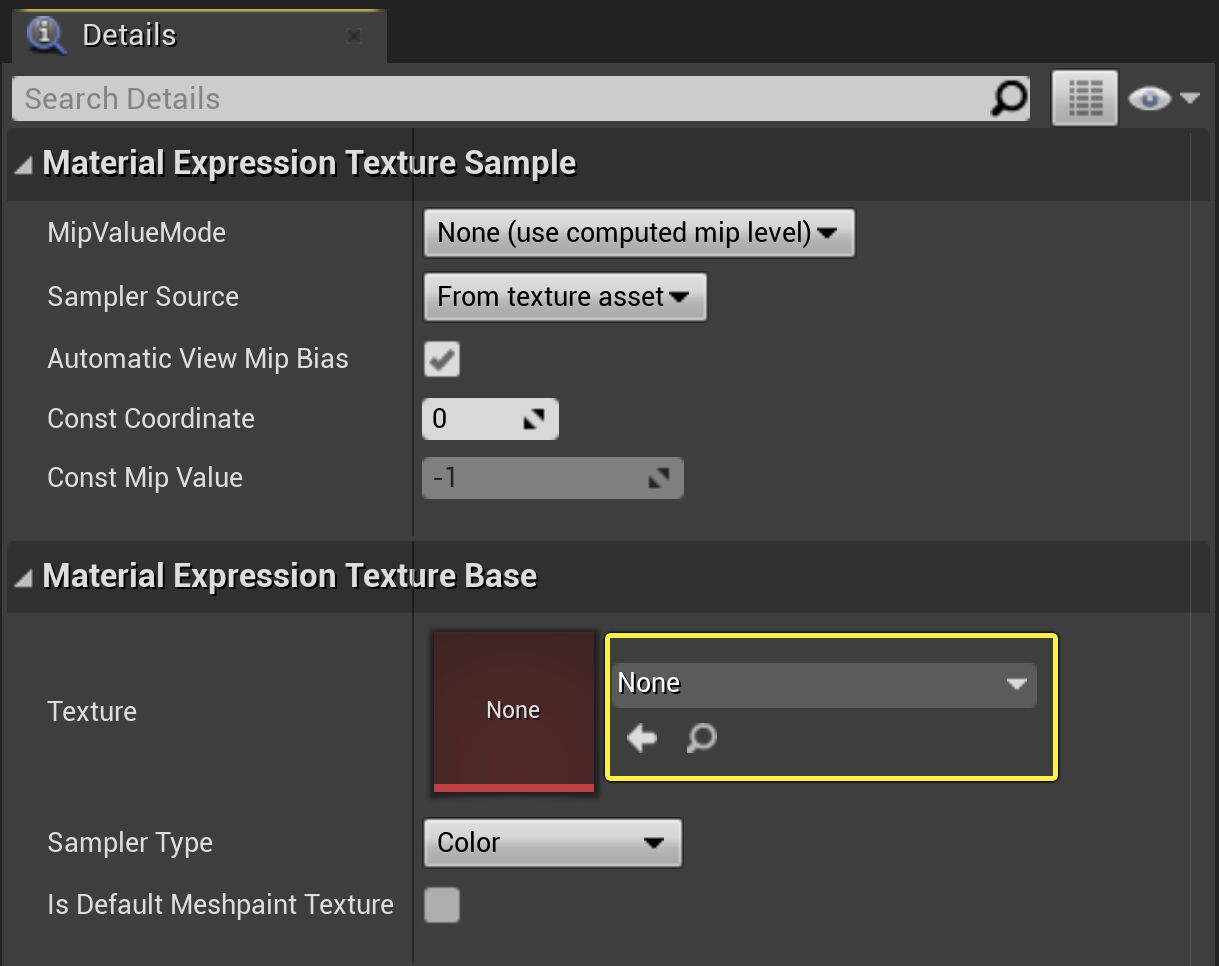 Details
Search Details
Material Expression Texture Sample
MipValueMode None (use computed mip level)
Sampler Source From texture asset
Automatic View Mip Bias
Const Coordinate 0
Const Mip Value -1
Material Expression Texture Base
None
Texture None
Sampler Type Color
Is Default Meshpaint Texture